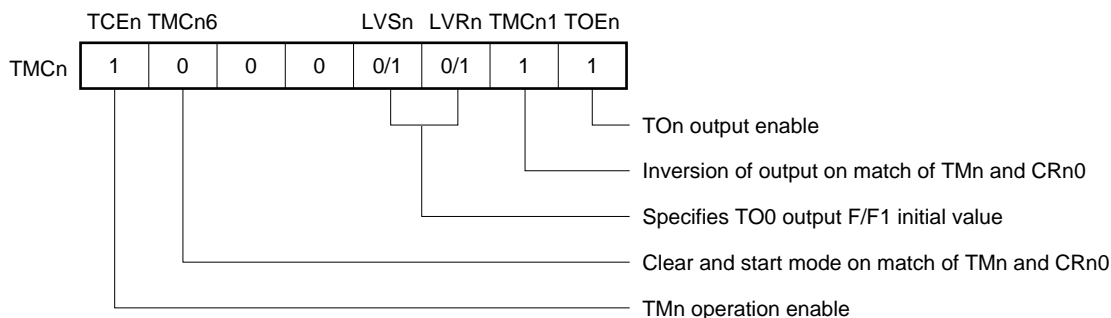 TCEn TMCn6 LVSn LVRn TMCn1 TOEn
TMCn 1 0 0 0 0/1 0/1 1 1
TOn output enable
Inversion of output on match of TMn and CRn0
Specifies TO0 output F/F1 initial value
Clear and start mode on match of TMn and CRn0
TMn operation enable